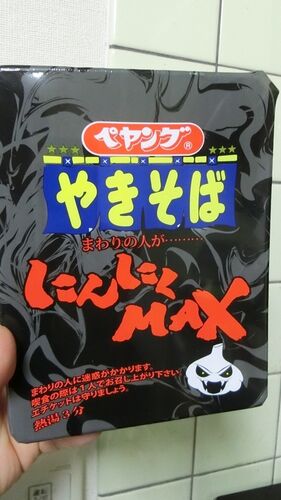 ペヤング®
やきそば
まわりの人が………
にんにく
MAX
まわりの人に迷惑がかかります。
喫食の際は1人でお召し上がり下さい。
エチケットは守りましょう。
熱湯3分